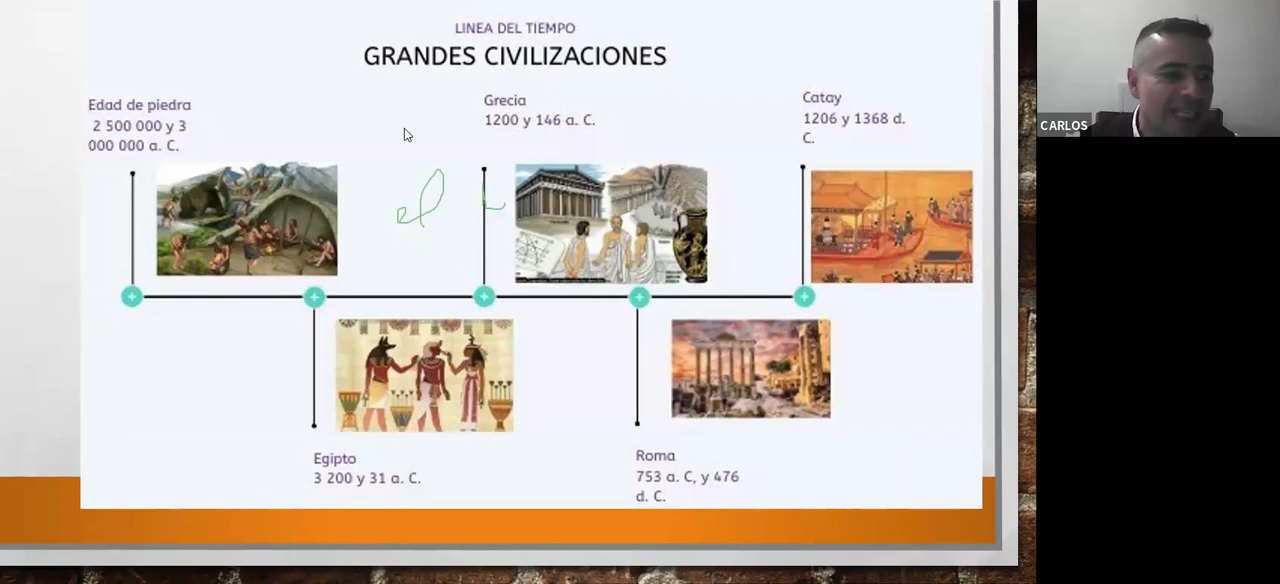 LINEA DEL TIEMPO
GRANDES CIVILIZACIONES
Edad de piedra
2 500 000 y 3
000 000 a. C.
Grecia
1200 y 146 a. C.
Catay
1206 y 1368 d.
C.
Egipto
3 200 y 31 a. C.
Roma
753 a. C, y 476
d. C.
CARLOS